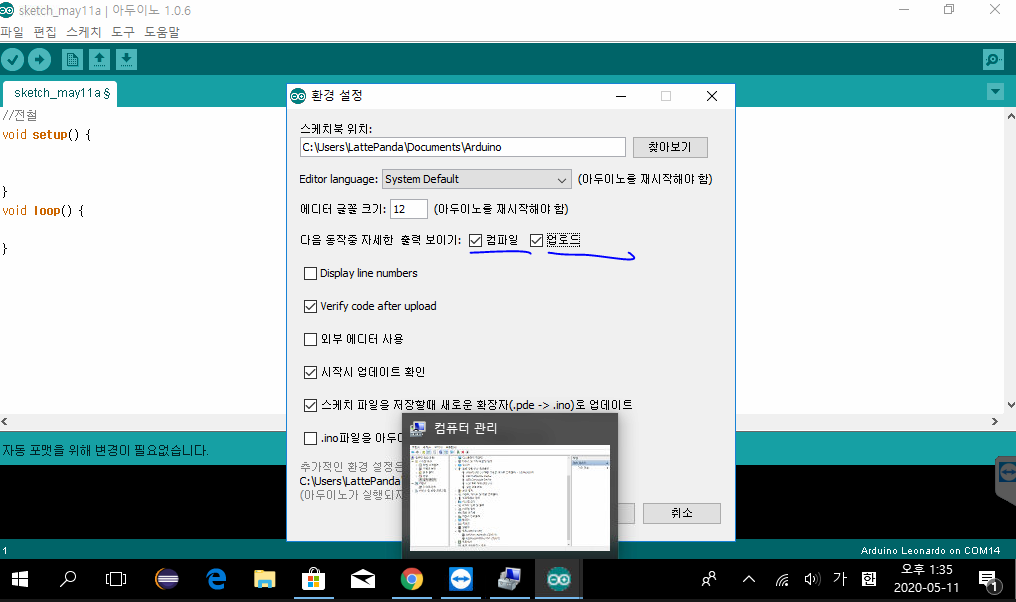 sketch_may11a | 아두이노 1.0.6
파일 편집 스케치 도구 도움말
sketch_may11a §
//전철
void setup() {
}
void loop() {
}
환경 설정
스케치북 위치:
C:\Users\LattePanda\Documents\Arduino
찾아보기
Editor language: System Default (아두이노를 재시작해야 함)
에디터 글꼴 크기: 12 (아두이노를 재시작해야 함)
다음 동작중 자세한 출력 보이기: 컴파일 업로드
Display line numbers
Verify code after upload
외부 에디터 사용
시작시 업데이트 확인
스케치 파일을 저장할때 새로운 확장자(.pde -> .ino)로 업데이트
.ino파일을 아두이
추가적인 환경 설정은
C:\Users\LattePanda
(아두이노가 실행되지
컴퓨터 관리
취소
자동 포맷을 위해 변경이 필요없습니다.
1
Arduino Leonardo on COM14
가 한
오후 1:35
2020-05-11
1